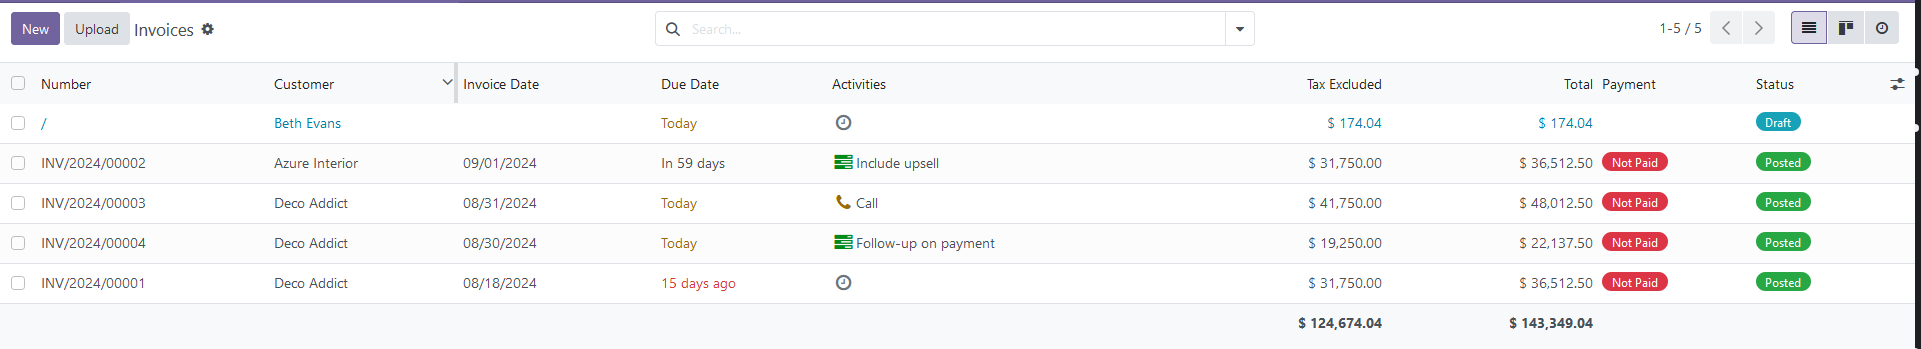 New Upload Invoices Search... 1-5 / 5
Number Customer Invoice Date Due Date Activities Tax Excluded Total Payment Status
/ Beth Evans Today $ 174.04 $ 174.04 Draft
INV/2024/00002 Azure Interior 09/01/2024 In 59 days Include upsell $ 31,750.00 $ 36,512.50 Not Paid Posted
INV/2024/00003 Deco Addict 08/31/2024 Today Call $ 41,750.00 $ 48,012.50 Not Paid Posted
INV/2024/00004 Deco Addict 08/30/2024 Today Follow-up on payment $ 19,250.00 $ 22,137.50 Not Paid Posted
INV/2024/00001 Deco Addict 08/18/2024 15 days ago $ 31,750.00 $ 36,512.50 Not Paid Posted
$ 124,674.04 $ 143,349.04